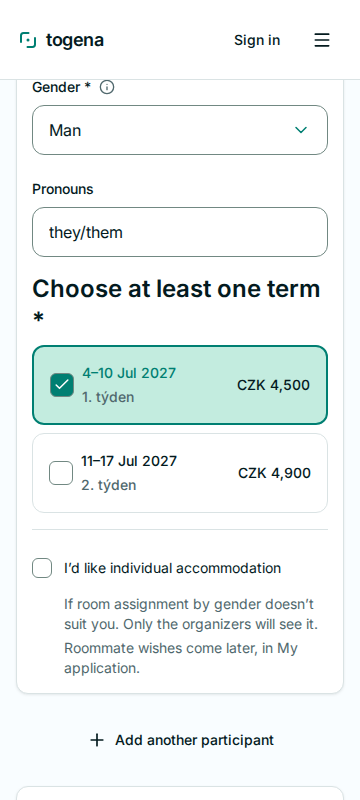 togena
Sign in
Gender *
Man
Pronouns
they/them
Choose at least one term
*
4–10 Jul 2027
1. týden
CZK 4,500
11–17 Jul 2027
2. týden
CZK 4,900
I’d like individual accommodation
If room assignment by gender doesn’t
suit you. Only the organizers will see it.
Roommate wishes come later, in My
application.
Add another participant